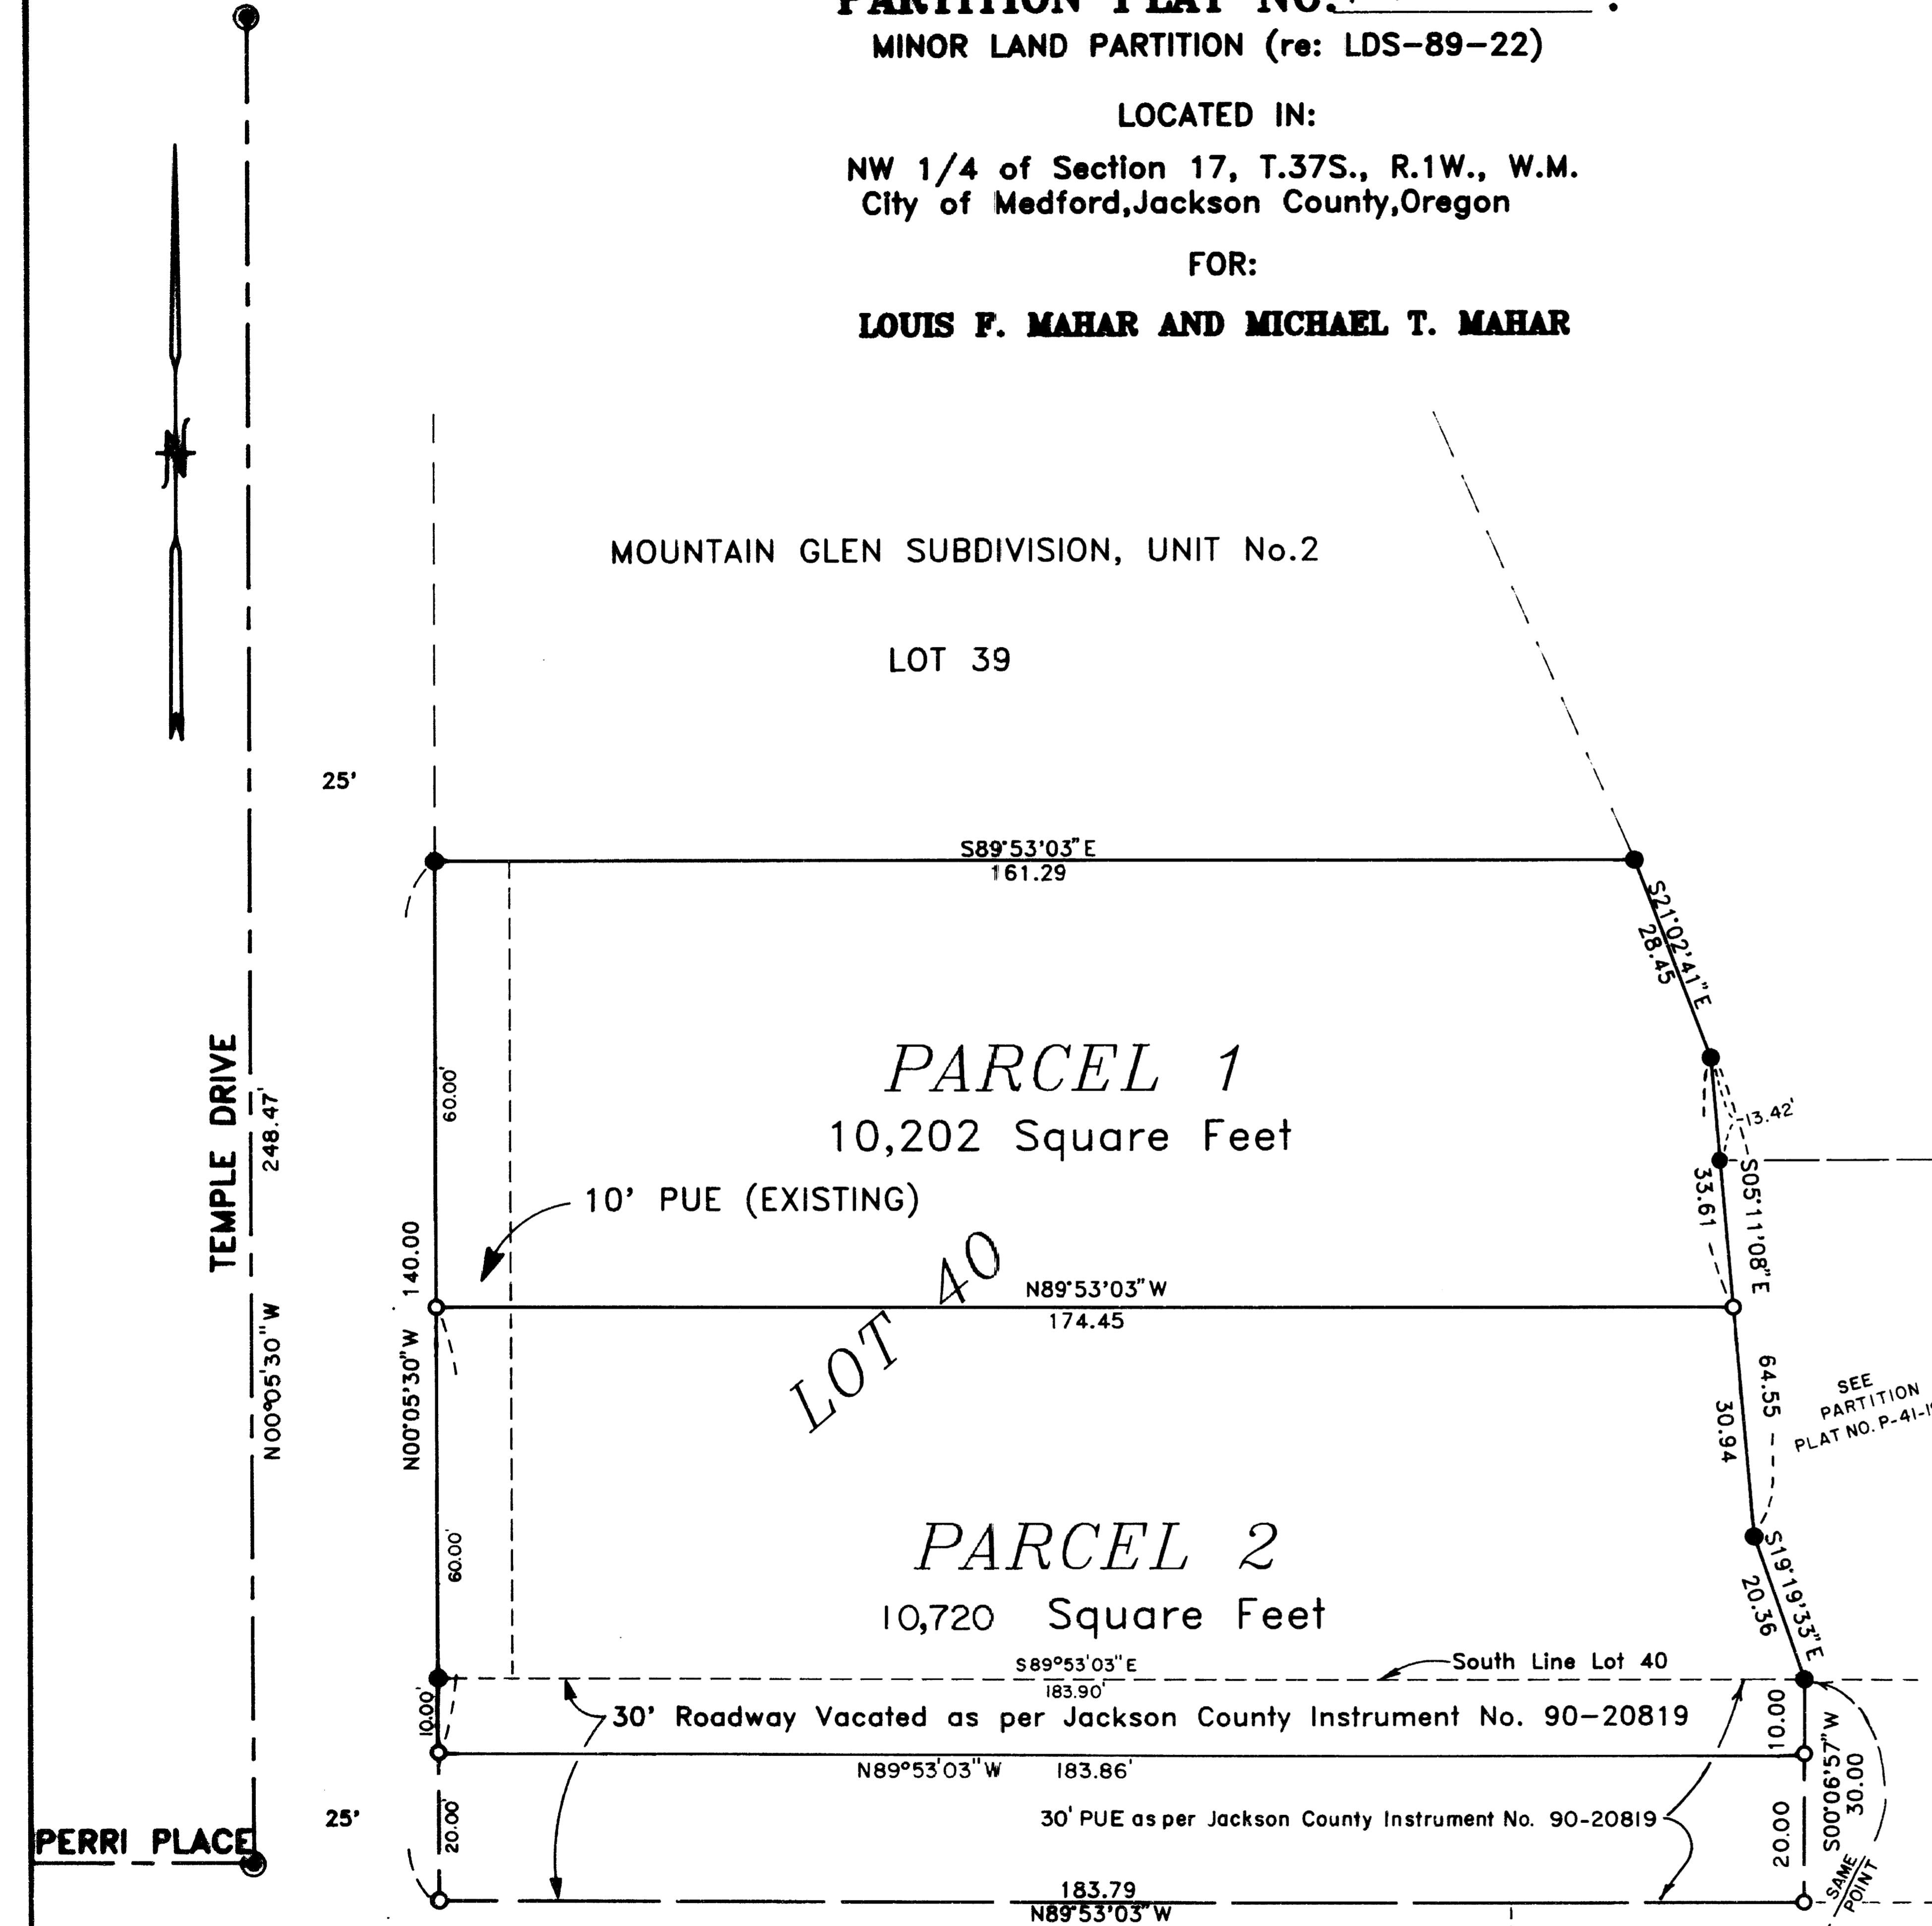 PARTITION PLAT NO.
MINOR LAND PARTITION (re: LDS-89-22)
LOCATED IN:
NW 1/4 of Section 17, T.37S., R.1W., W.M.
City of Medford,Jackson County,Oregon
FOR:
LOUIS F. MAHAR AND MICHAEL T. MAHAR
N
MOUNTAIN GLEN SUBDIVISION, UNIT No.2
LOT 39
25'
S89°53'03"E
161.29
S21°02'41"E
28.45
TEMPLE DRIVE
248.47'
N00°05'30"W
60.00'
PARCEL 1
10,202 Square Feet
13.42'
10' PUE (EXISTING)
33.61
S05°11'08"E
140.00
N00°05'30"W
LOT 40
N89°53'03"W
174.45
64.55
30.94
SEE
PARTITION
PLAT NO. P-41-
60.00'
PARCEL 2
10,720 Square Feet
S19°19'33"E
20.36
S89°53'03"E
183.90'
South Line Lot 40
10.00'
30' Roadway Vacated as per Jackson County Instrument No. 90-20819
10.00
N89°53'03"W 183.86'
S00°06'57"W
30.00
25'
20.00'
30' PUE as per Jackson County Instrument No. 90-20819
20.00
PERRI PLACE
SAME
POINT
183.79
N89°53'03"W